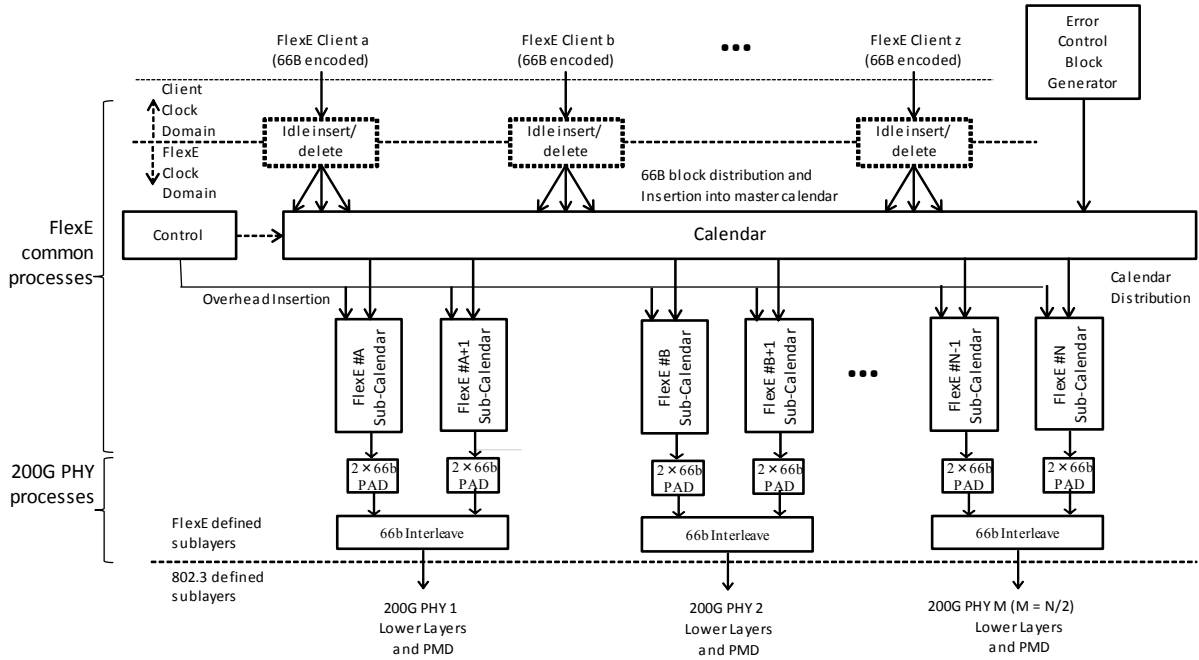 FlexE Client a
(66B encoded)
FlexE Client b
(66B encoded)
•••
FlexE Client z
(66B encoded)
Error
Control
Block
Generator
Client
Clock
Domain
FlexE
Clock
Domain
Idle insert/
delete
Idle insert/
delete
Idle insert/
delete
66B block distribution and
Insertion into master calendar
FlexE
common
processes
Control
Calendar
Overhead Insertion
Calendar
Distribution
FlexE #A
Sub-Calendar
FlexE #A+1
Sub-Calendar
FlexE #B
Sub-Calendar
FlexE #B+1
Sub-Calendar
•••
FlexE #N-1
Sub-Calendar
FlexE #N
Sub-Calendar
200G PHY
processes
2 × 66b
PAD
2 × 66b
PAD
2 × 66b
PAD
2 × 66b
PAD
2 × 66b
PAD
2 × 66b
PAD
66b Interleave
66b Interleave
66b Interleave
FlexE defined
sublayers
802.3 defined
sublayers
200G PHY 1
Lower Layers
and PMD
200G PHY 2
Lower Layers
and PMD
200G PHY M (M = N/2)
Lower Layers
and PMD